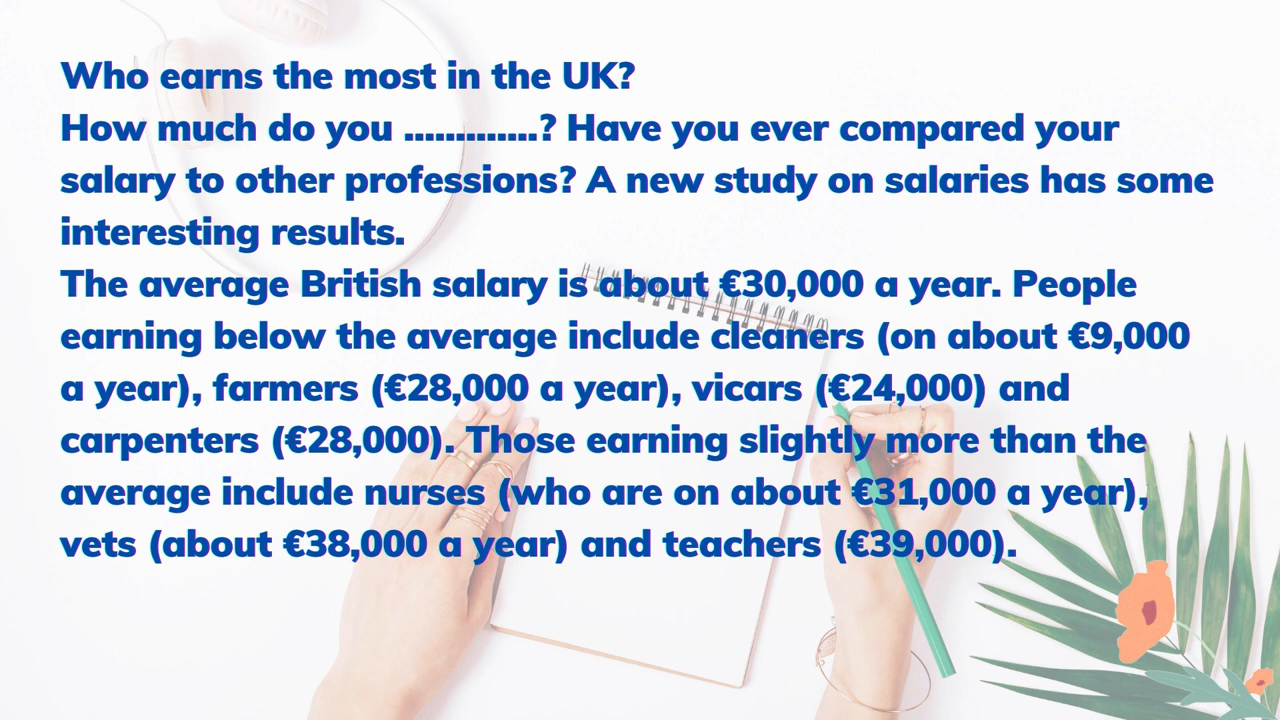 Who earns the most in the UK?
How much do you .............? Have you ever compared your
salary to other professions? A new study on salaries has some
interesting results.
The average British salary is about €30,000 a year. People
earning below the average include cleaners (on about €9,000
a year), farmers (€28,000 a year), vicars (€24,000) and
carpenters (€28,000). Those earning slightly more than the
average include nurses (who are on about €31,000 a year),
vets (about €38,000 a year) and teachers (€39,000).